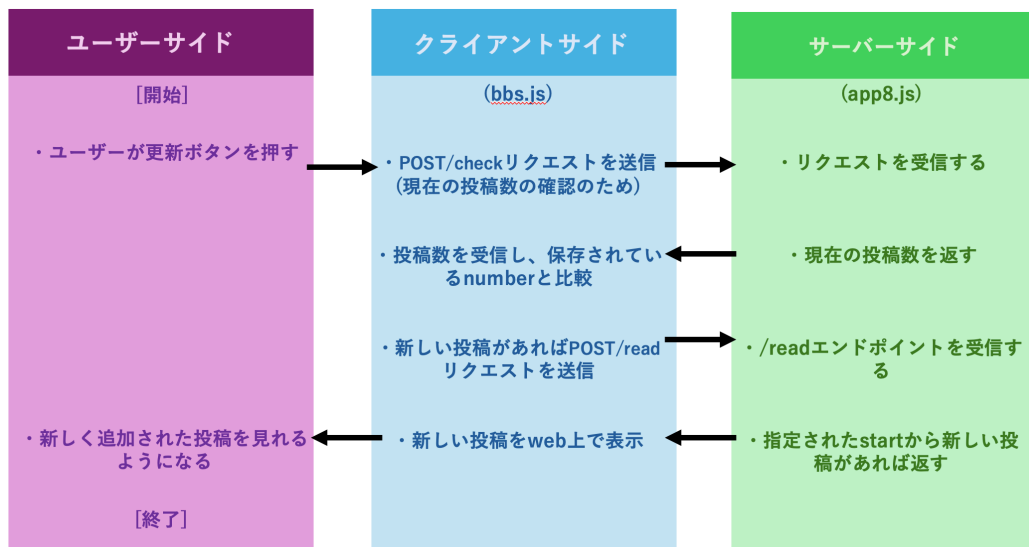 ユーザーサイド
[開始]
・ユーザーが更新ボタンを押す
・新しく追加された投稿を見れる
ようになる
[終了]
クライアントサイド
(bbs.js)
・POST/checkリクエストを送信
(現在の投稿数の確認のため)
・投稿数を受信し、保存されてい
るnumberと比較
・新しい投稿があればPOST/read
リクエストを送信
・新しい投稿をweb上で表示
サーバーサイド
(app8.js)
・リクエストを受信する
・現在の投稿数を返す
・/readエンドポイントを受信す
る
・指定されたstartから新しい投
稿があれば返す